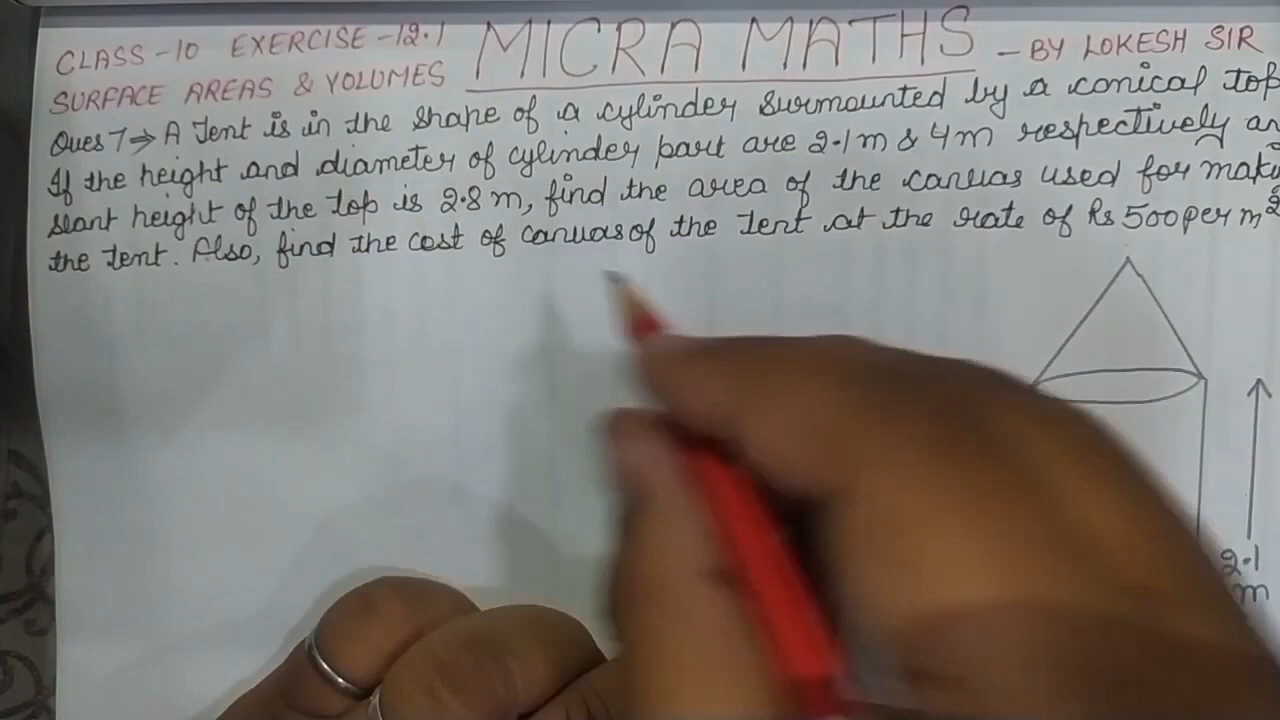 CLASS-10 EXERCISE-12.1 MICRA MATHS - BY LOKESH SIR
SURFACE AREAS & VOLUMES
Ques 7⇒ A Tent is in the shape of a cylinder surmounted by a conical top
If the height and diameter of cylinder part are 2.1m & 4m respectively an
slant height of the top is 2.8 m, find the area of the canvas used for maki
the tent. Also, find the cost of canvas of the tent at the rate of Rs 500 per m²
2.1
m